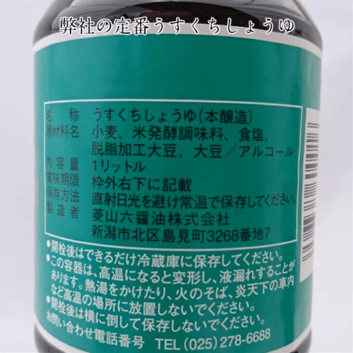 弊社の定番うすくちしょうゆ
名称 うすくちしょうゆ(本醸造)
原材料名 小麦、米発酵調味料、食塩、
脱脂加工大豆、大豆/アルコール
内容量 1リットル
賞味期限 枠外右下に記載
保存方法 直射日光を避け常温で保存してください。
製造者 菱山六醤油株式会社
新潟市北区島見町3268番地7
●開栓後はできるだけ冷蔵庫に保存してください。
●この容器は、高温になると変形し、液漏れすることが
あります。熱湯をかけたり、火のそば、炎天下の車内
など高温の場所に放置しないでください。
●開栓後は横に倒して保存しないでください。
お問い合わせ電話番号 TEL(025)278-6688